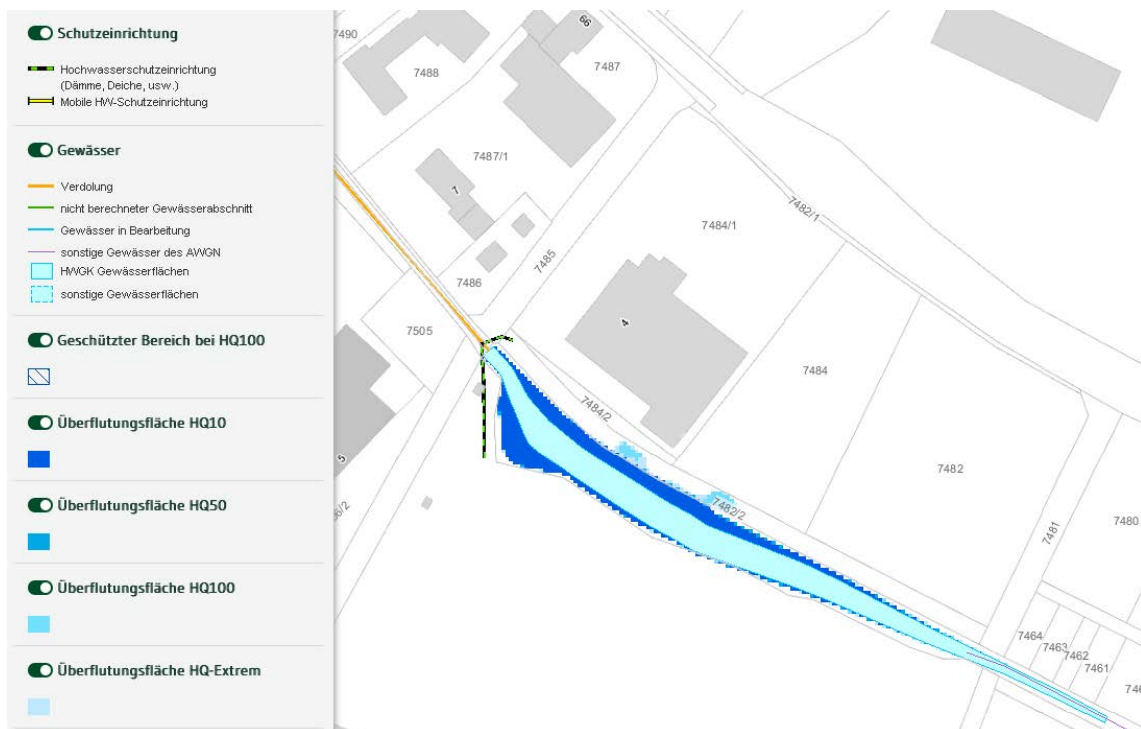 Schutzeinrichtung
Hochwasserschutzeinrichtung
(Dämme, Deiche, usw.)
Mobile HW-Schutzeinrichtung
Gewässer
Verdolung
nicht berechneter Gewässerabschnitt
Gewässer in Bearbeitung
sonstige Gewässer des AWGN
HWGK Gewässerflächen
sonstige Gewässerflächen
Geschützter Bereich bei HQ100
Überflutungsfläche HQ10
Überflutungsfläche HQ50
Überflutungsfläche HQ100
Überflutungsfläche HQ-Extrem
7490
7488
66
7487
7487/1
7
7486
7485
7484/1
7482/1
7505
4
5
7484/2
7484
7482
7482/2
7481
7480
7464
7463
7462
7461